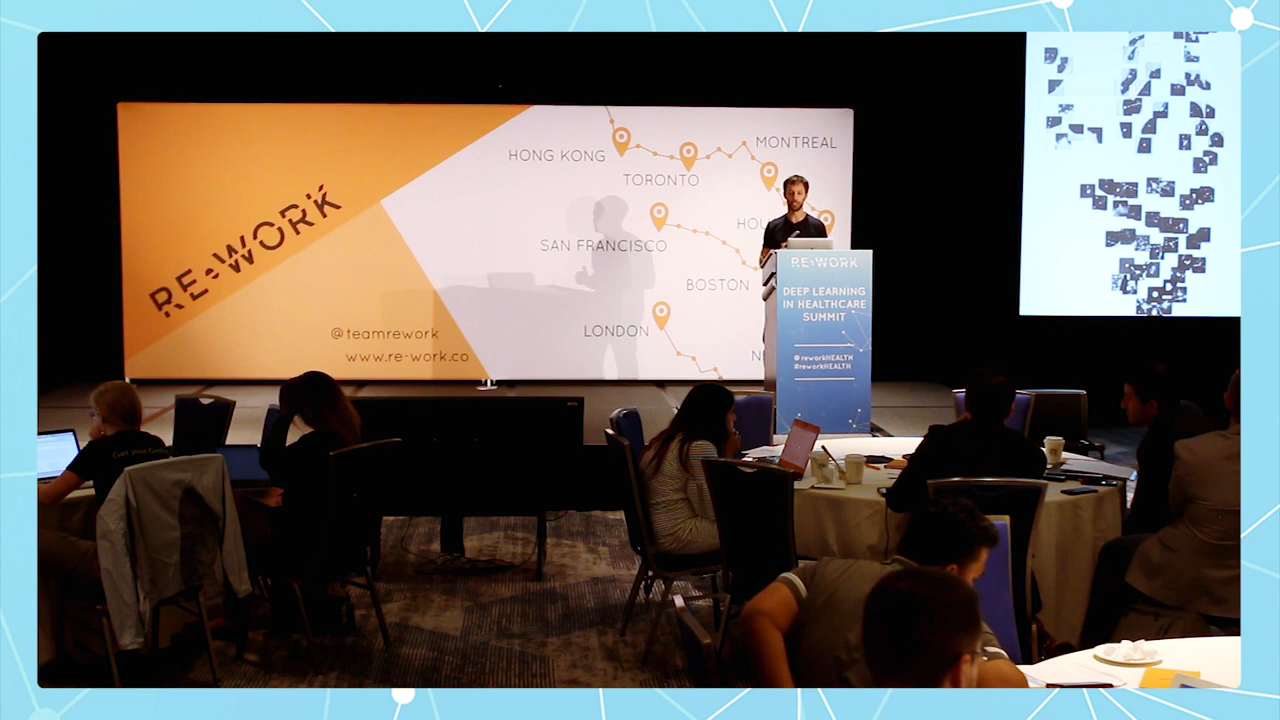 RE•WORK
@teamrework
www.re-work.co
HONG KONG
TORONTO
MONTREAL
SAN FRANCISCO
BOSTON
LONDON
RE•WORK
DEEP LEARNING
IN HEALTHCARE
SUMMIT
@reworkHEALTH
#reworkHEALTH